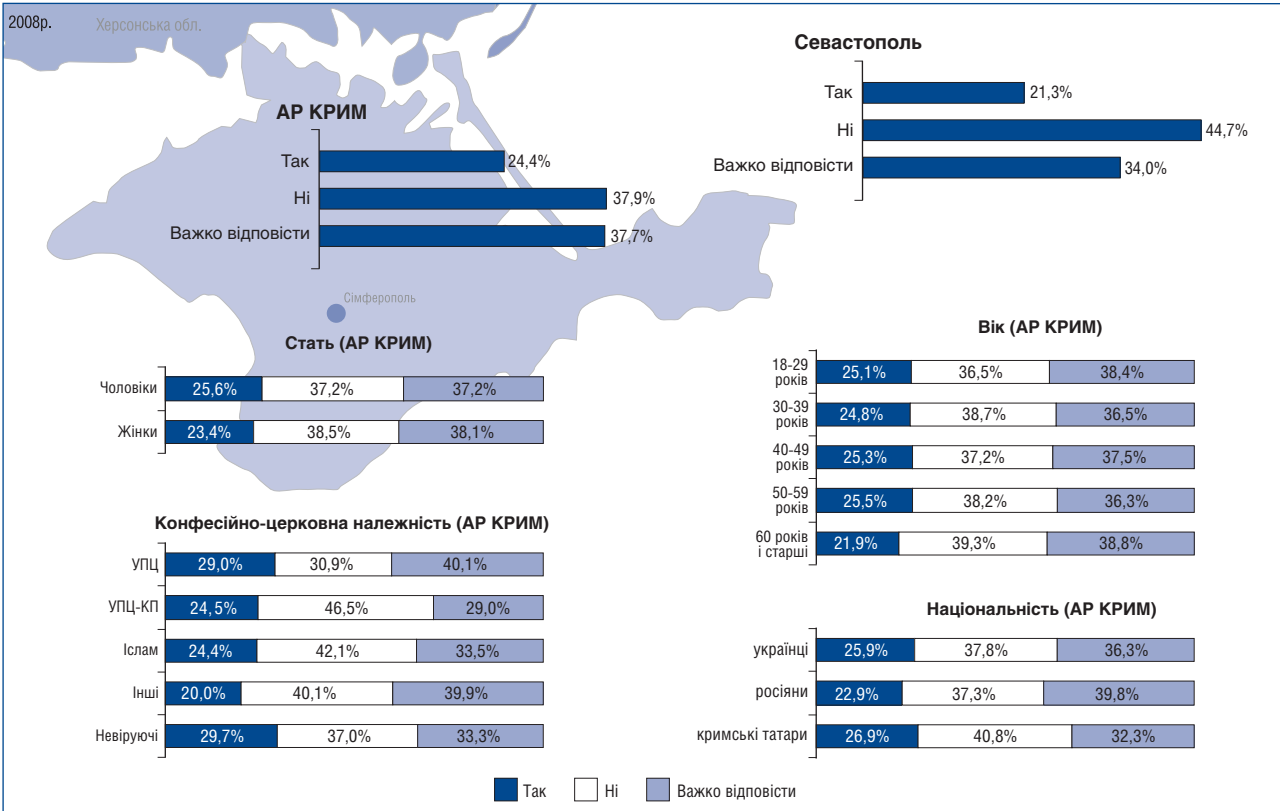 2008р.
Херсонська обл.
Севастополь
Так
21,3%
Ні
44,7%
Важко відповісти
34,0%
АР КРИМ
Так
24,4%
Ні
37,9%
Важко відповісти
37,7%
Сімферополь
Стать (АР КРИМ)
Чоловіки
25,6% 37,2% 37,2%
Жінки
23,4% 38,5% 38,1%
Вік (АР КРИМ)
18-29
років
25,1% 36,5% 38,4%
30-39
років
24,8% 38,7% 36,5%
40-49
років
25,3% 37,2% 37,5%
50-59
років
25,5% 38,2% 36,3%
60 років
і старші
21,9% 39,3% 38,8%
Конфесійно-церковна належність (АР КРИМ)
УПЦ
29,0% 30,9% 40,1%
УПЦ-КП
24,5% 46,5% 29,0%
Іслам
24,4% 42,1% 33,5%
Інші
20,0% 40,1% 39,9%
Невіруючі
29,7% 37,0% 33,3%
Національність (АР КРИМ)
українці
25,9% 37,8% 36,3%
росіяни
22,9% 37,3% 39,8%
кримські татари
26,9% 40,8% 32,3%
Так Ні Важко відповісти